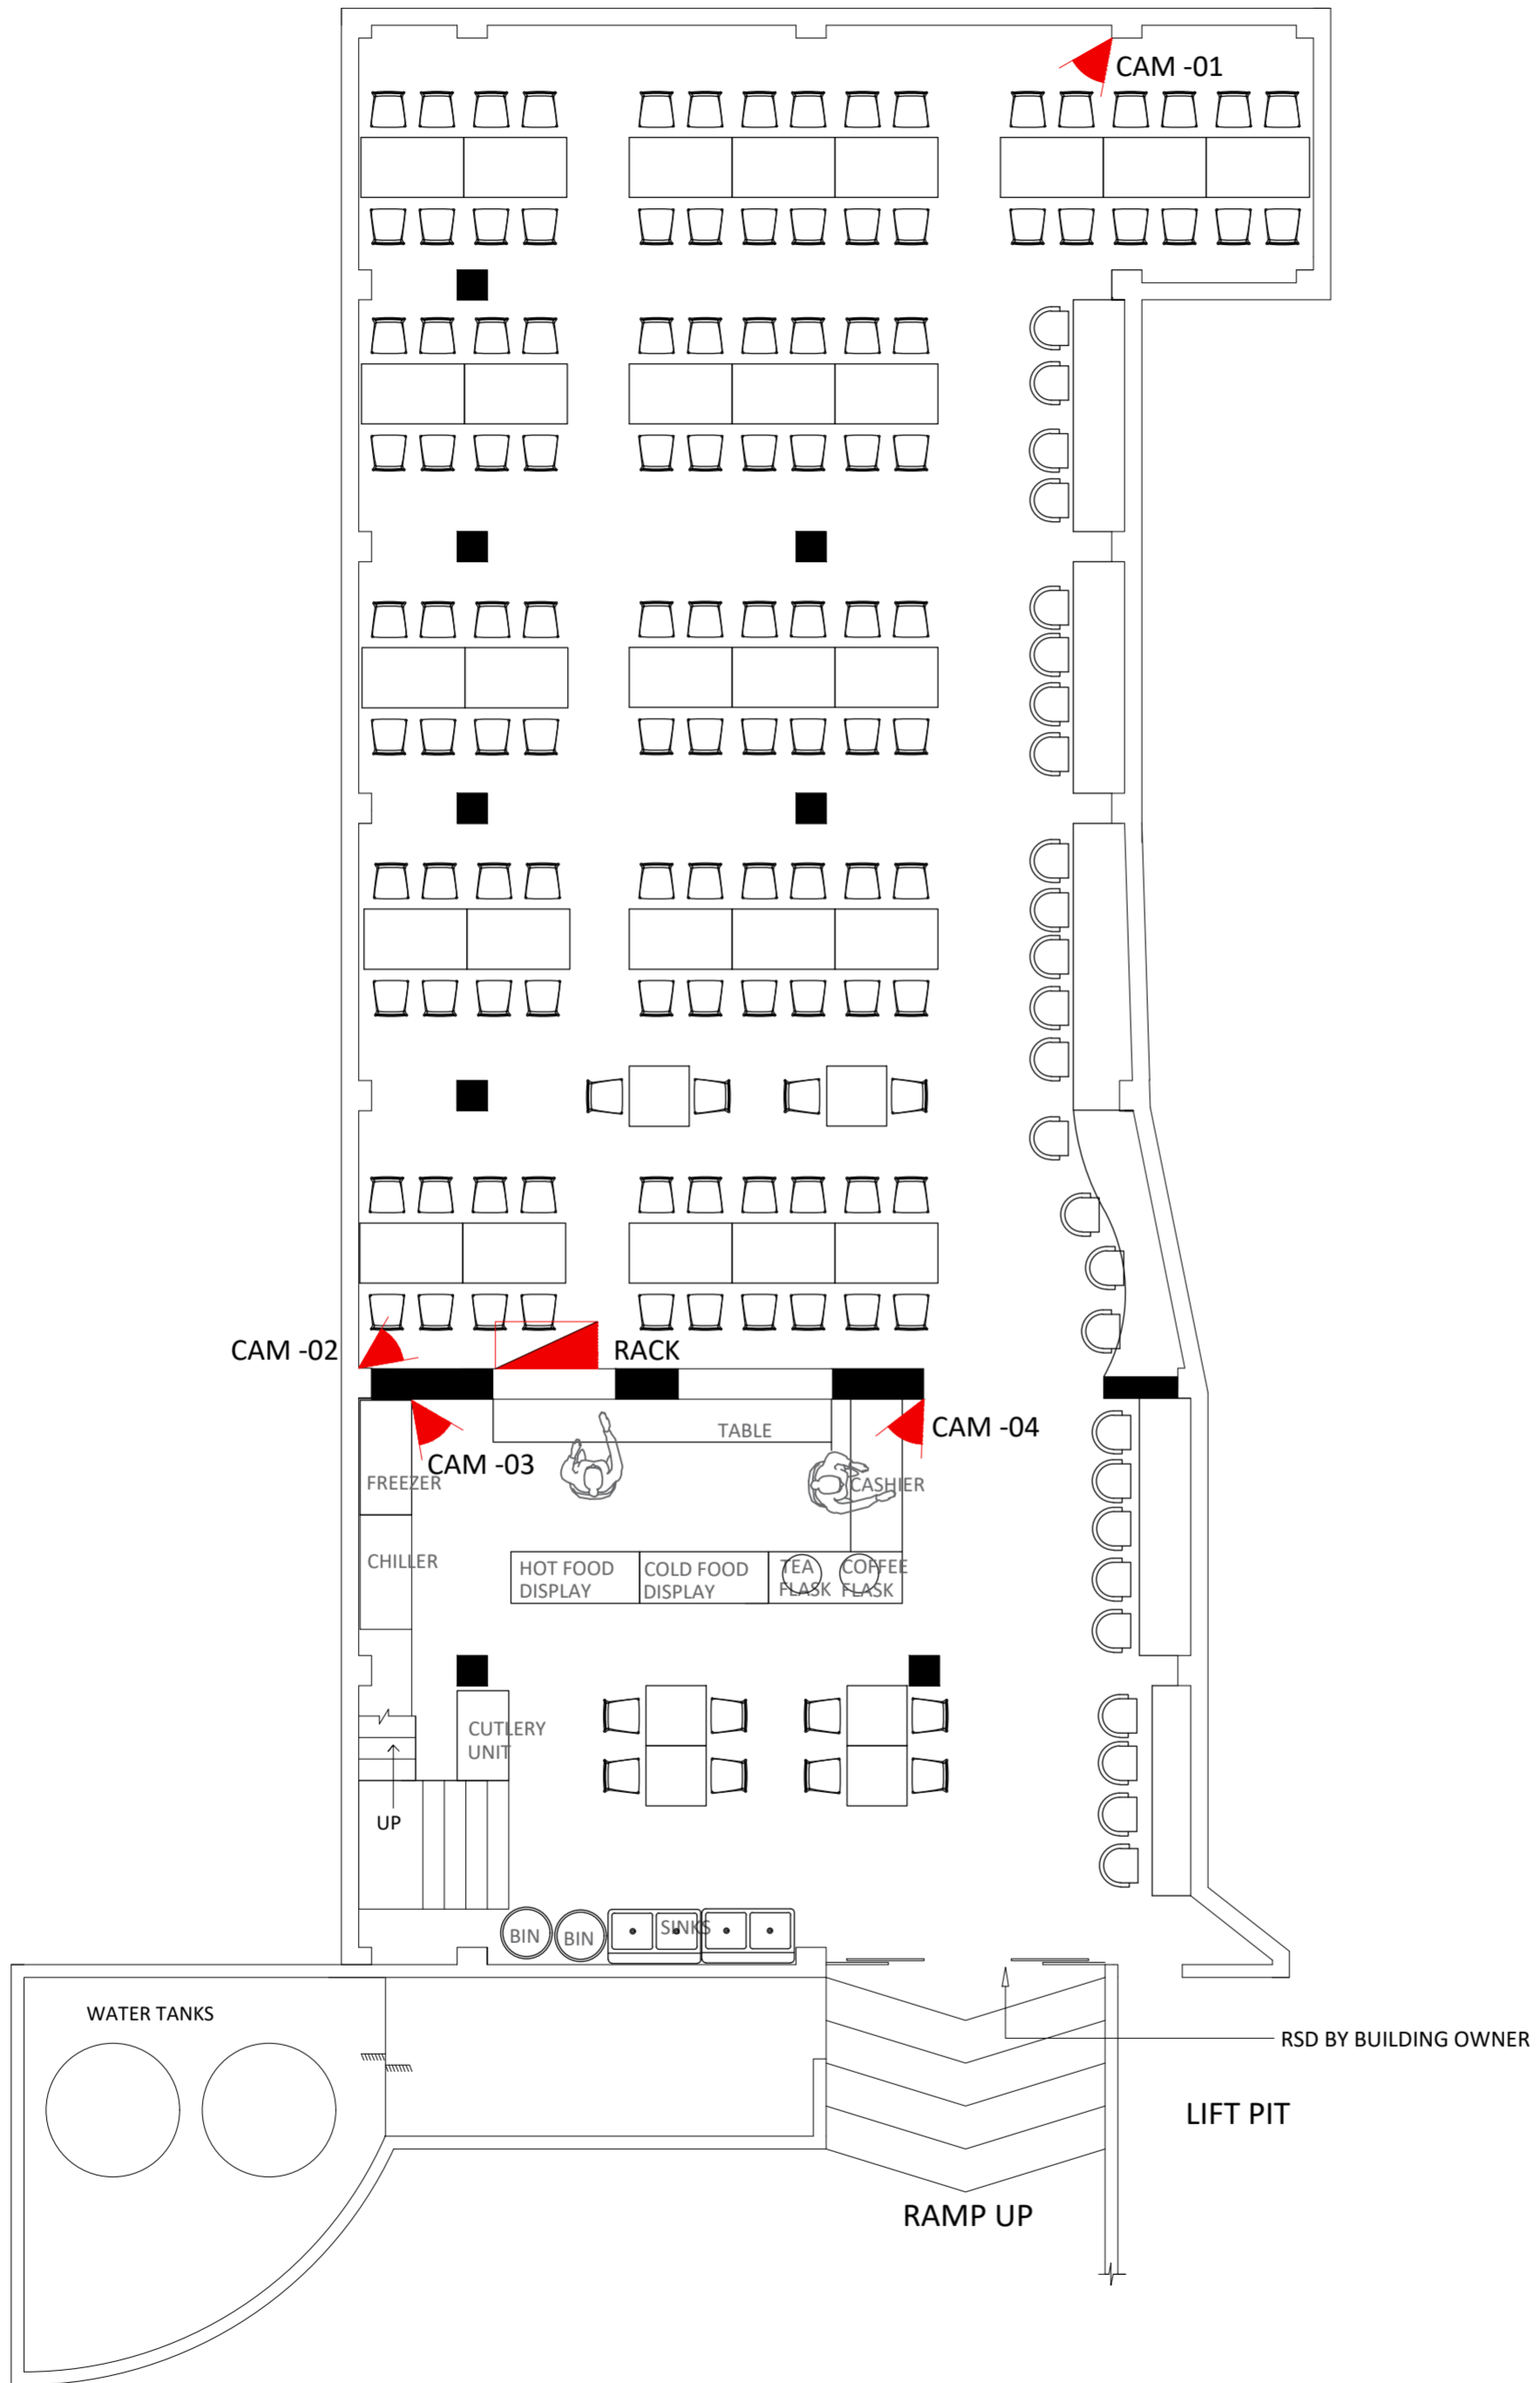 CAM -01
CAM -02
RACK
TABLE
CAM -04
CAM -03
FREEZER
CASHIER
CHILLER
HOT FOOD
DISPLAY
COLD FOOD
DISPLAY
TEA
FLASK
COFFEE
FLASK
CUTLERY
UNIT
UP
BIN
BIN
SINKS
WATER TANKS
RSD BY BUILDING OWNER
LIFT PIT
RAMP UP